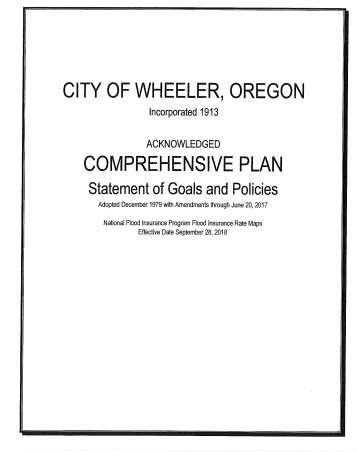 CITY OF WHEELER, OREGON
Incorporated 1913
ACKNOWLEDGED
COMPREHENSIVE PLAN
Statement of Goals and Policies
Adopted December 1979 with Amendments through June 20, 2017
National Flood Insurance Program Flood Insurance Rate Maps
Effective Date September 28, 2018